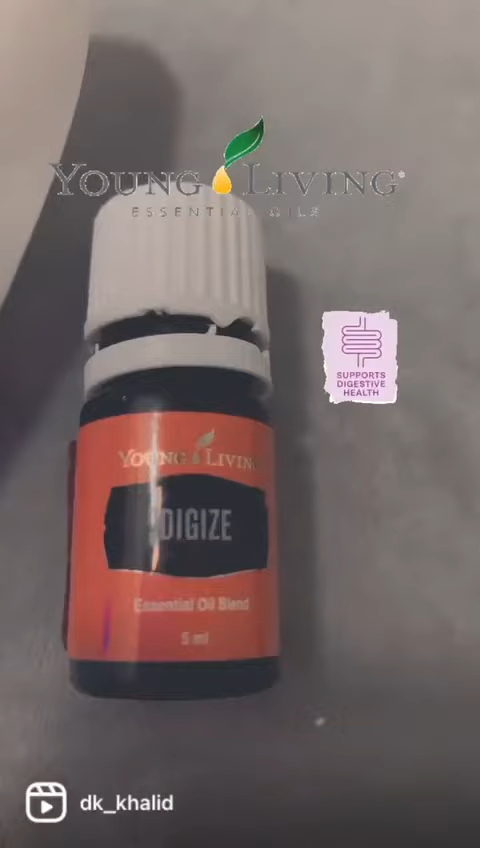 YOUNG LIVING®
ESSENTIAL OILS
SUPPORTS
DIGESTIVE
HEALTH
YOUNG LIVING
DIGIZE
Essential Oil Blend
5 ml
dk_khalid